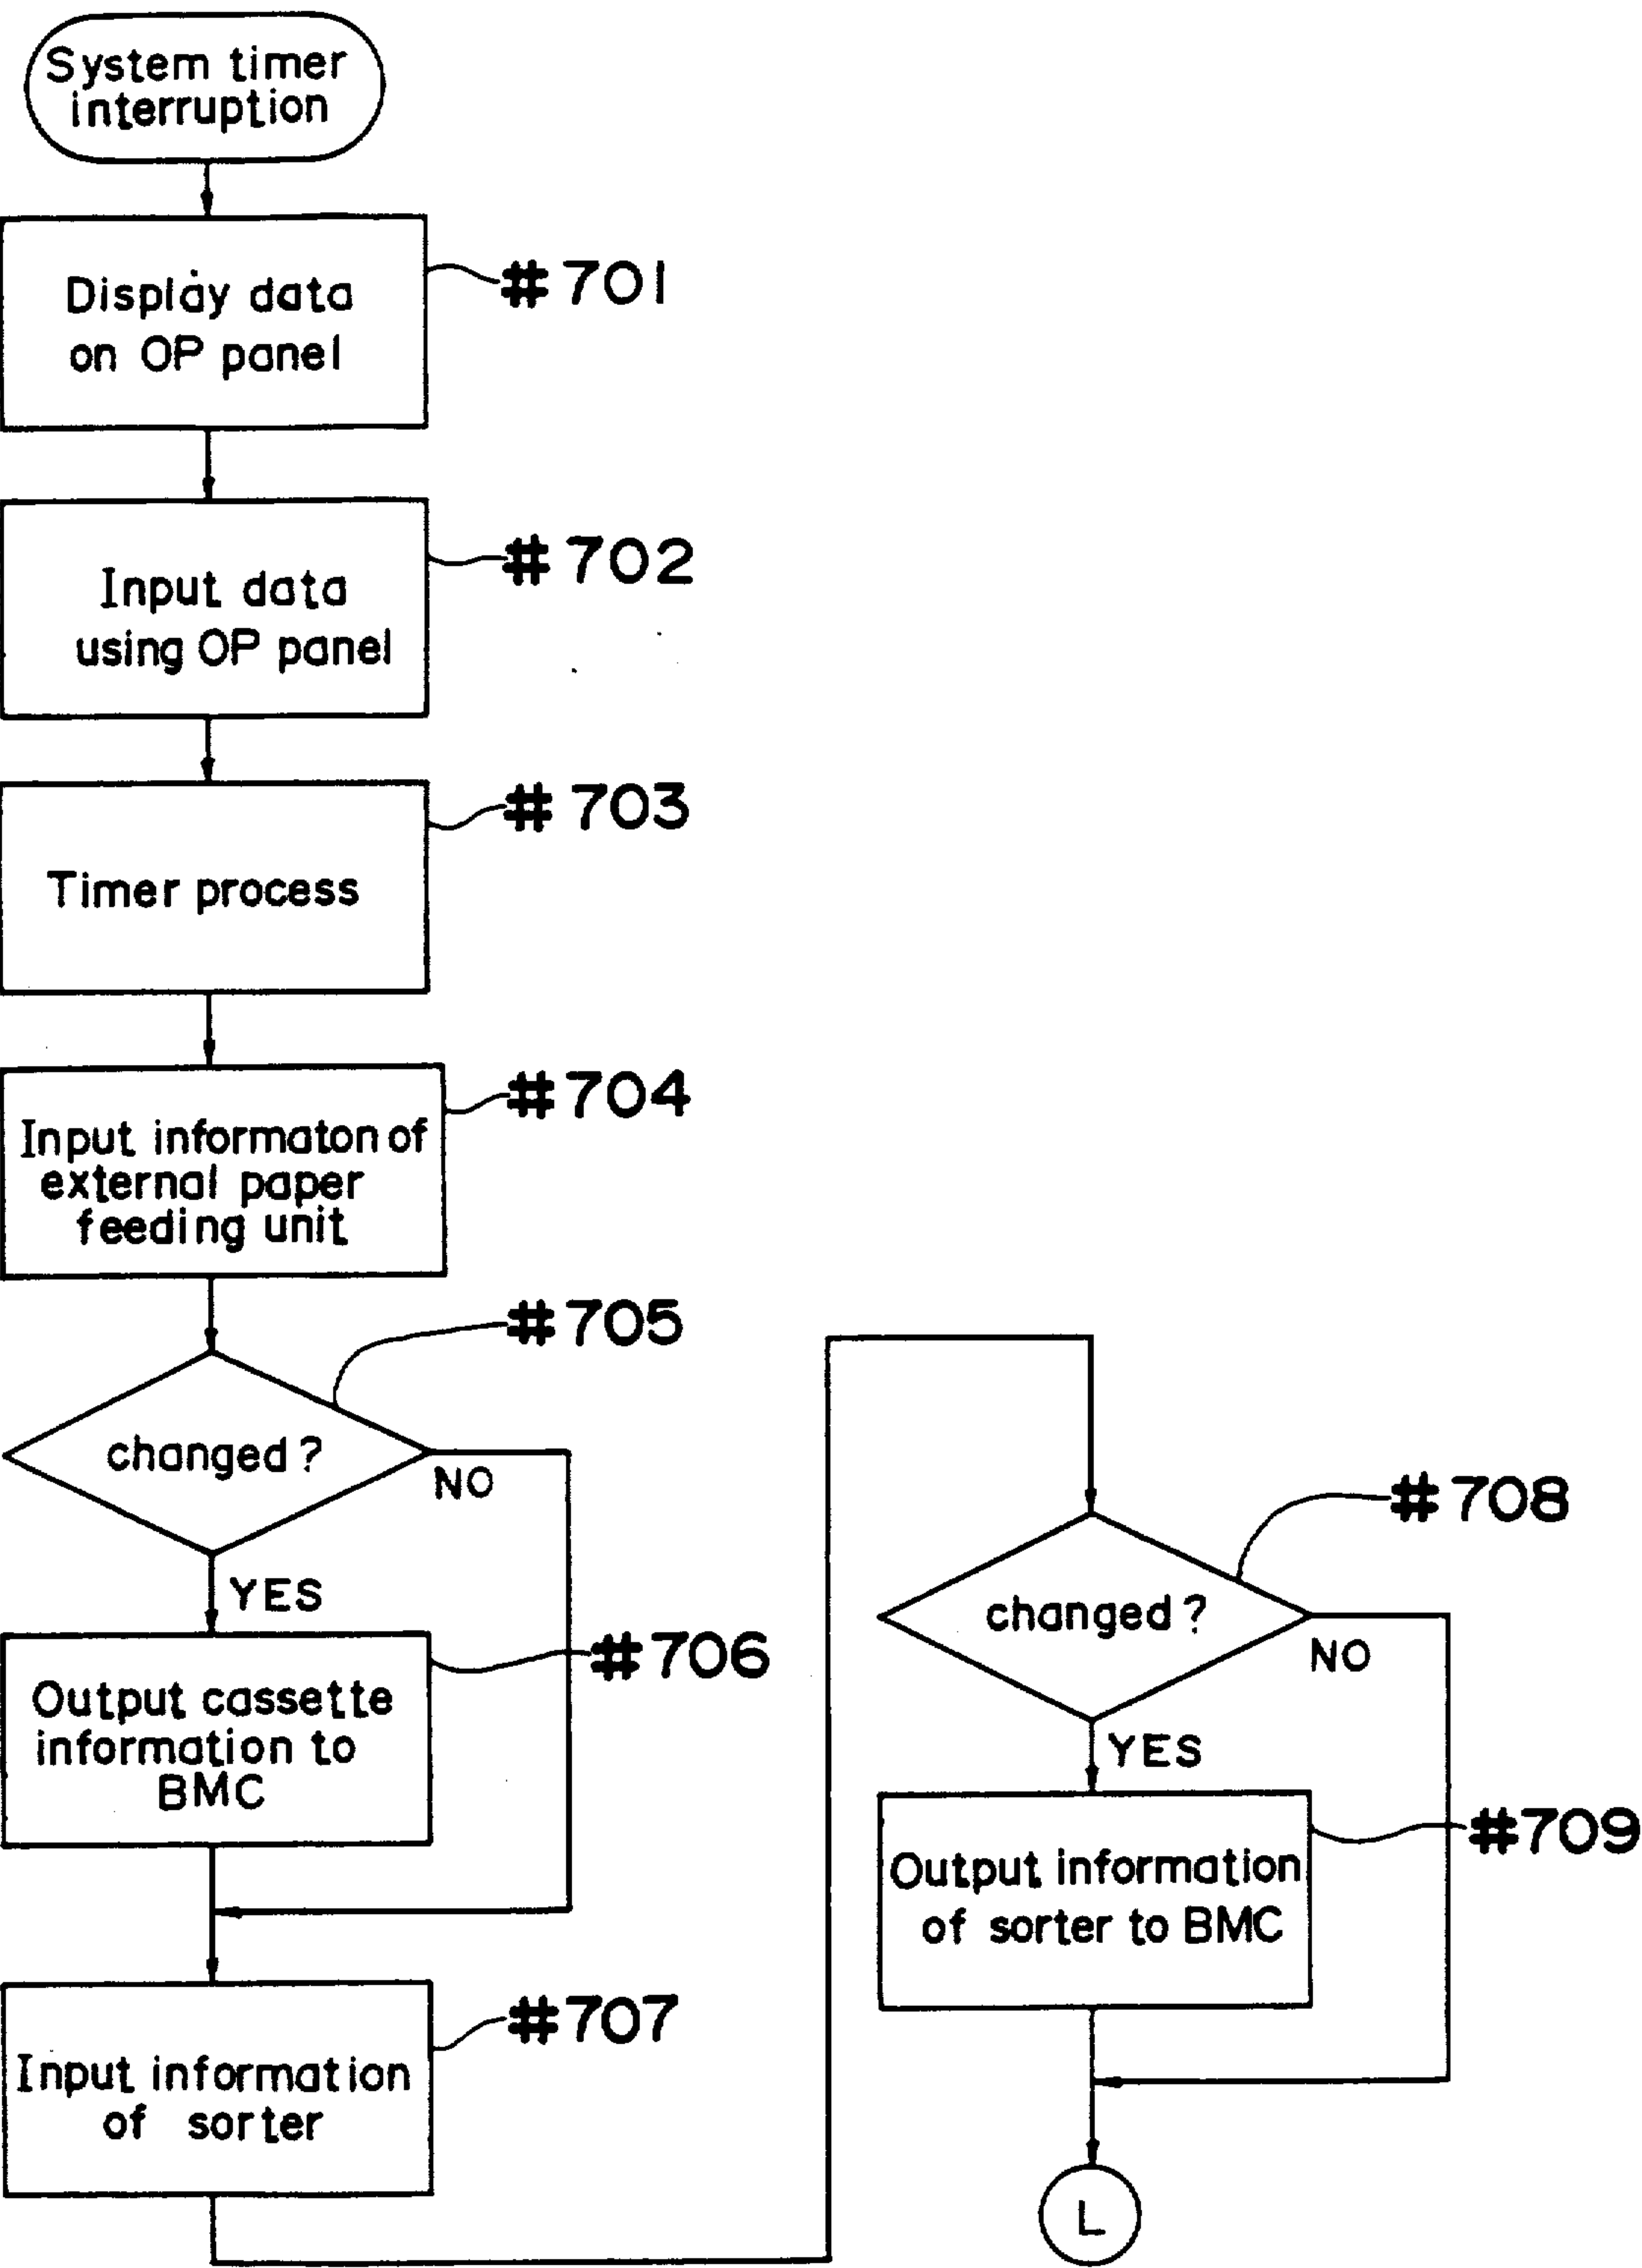 System timer
interruption
Display data
on OP panel
#701
Input data
using OP panel
#702
Timer process
#703
Input informaton of
external paper
feeding unit
#704
changed?
#705
NO
YES
Output cassette
information to
BMC
#706
Input information
of sorter
#707
changed?
#708
NO
YES
Output information
of sorter to BMC
#709
L